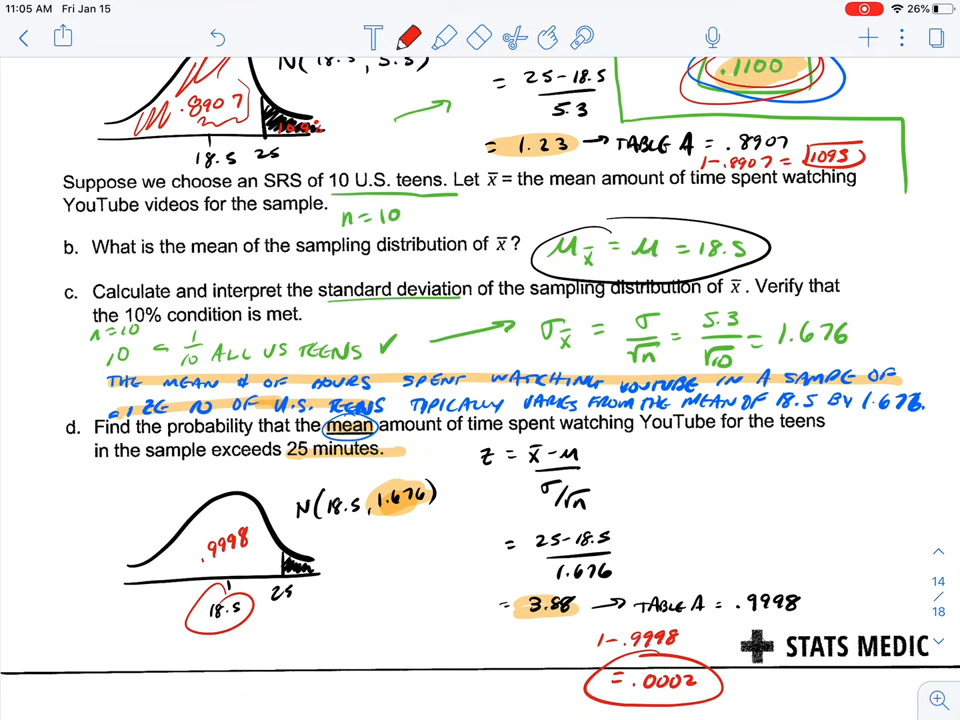 11:05 AM Fri Jan 15
26%
N(18.5, 5.3)
.8907
18.5 25
= 25-18.5
5.3
= 1.23 → TABLE A = .8907
1-.8907 = .1093
.1100
Suppose we choose an SRS of 10 U.S. teens. Let x̄ = the mean amount of time spent watching
YouTube videos for the sample.
n=10
b. What is the mean of the sampling distribution of x̄ ?
μx̄ = μ = 18.5
c. Calculate and interpret the standard deviation of the sampling distribution of x̄ . Verify that
the 10% condition is met.
n=10
10 ≤ 1/10 ALL US TEENS ✓
σx̄ = σ/√n = 5.3/√10 = 1.676
THE MEAN # OF HOURS SPENT WATCHING YOUTUBE IN A SAMPLE OF
SIZE 10 OF U.S. TEENS TYPICALLY VARIES FROM THE MEAN OF 18.5 BY 1.676.
d. Find the probability that the mean amount of time spent watching YouTube for the teens
in the sample exceeds 25 minutes.
N(18.5, 1.676)
.9998
18.5 25
z = x̄-μ
σ/√n
= 25-18.5
1.676
= 3.88 → TABLE A = .9998
1-.9998
= .0002
STATS MEDIC
14
/
18